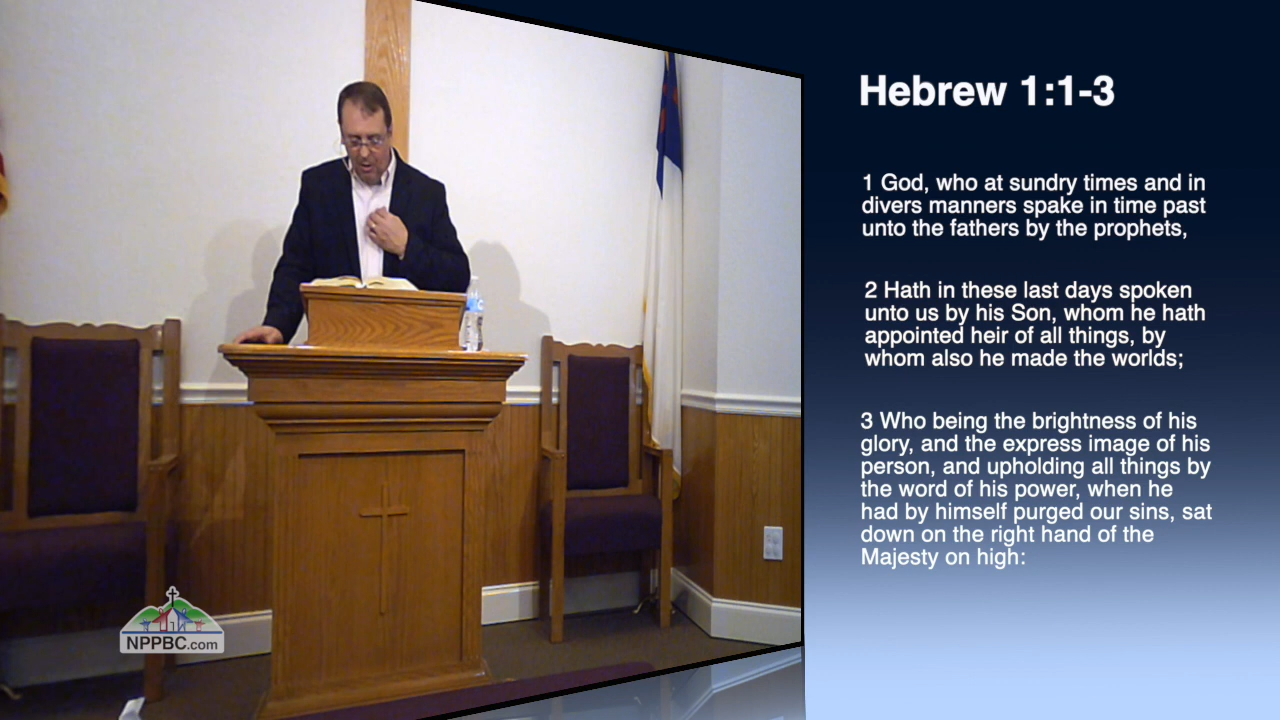 Hebrew 1:1-3
1 God, who at sundry times and in
divers manners spake in time past
unto the fathers by the prophets,
2 Hath in these last days spoken
unto us by his Son, whom he hath
appointed heir of all things, by
whom also he made the worlds;
3 Who being the brightness of his
glory, and the express image of his
person, and upholding all things by
the word of his power, when he
had by himself purged our sins, sat
down on the right hand of the
Majesty on high:
NPPBC.com